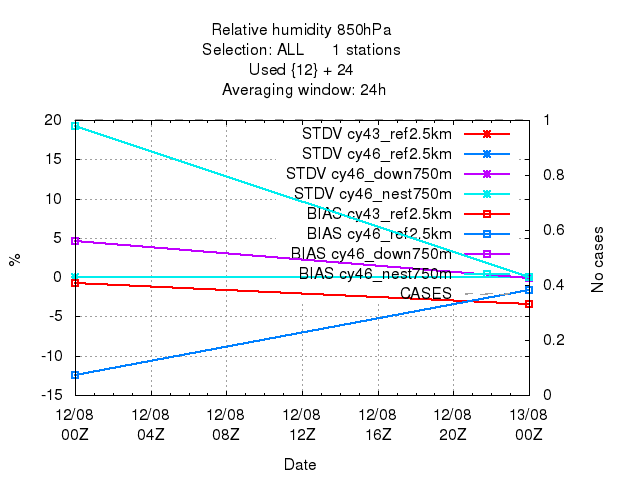 Relative humidity 850hPa
Selection: ALL 1 stations
Used {12} + 24
Averaging window: 24h
20 1
STDV cy43_ref2.5km
STDV cy46_ref2.5km
15
STDV cy46_down750m
0.8
STDV cy46_nest750m
10
BIAS cy43_ref2.5km
0.6
BIAS cy46_ref2.5km
5
BIAS cy46_down750m
% No cases
BIAS cy46_nest750m
0
0.4
CASES
-5
0.2
-10
-15 0
12/08 12/08 12/08 12/08 12/08 12/08 13/08
00Z 04Z 08Z 12Z 16Z 20Z 00Z
Date